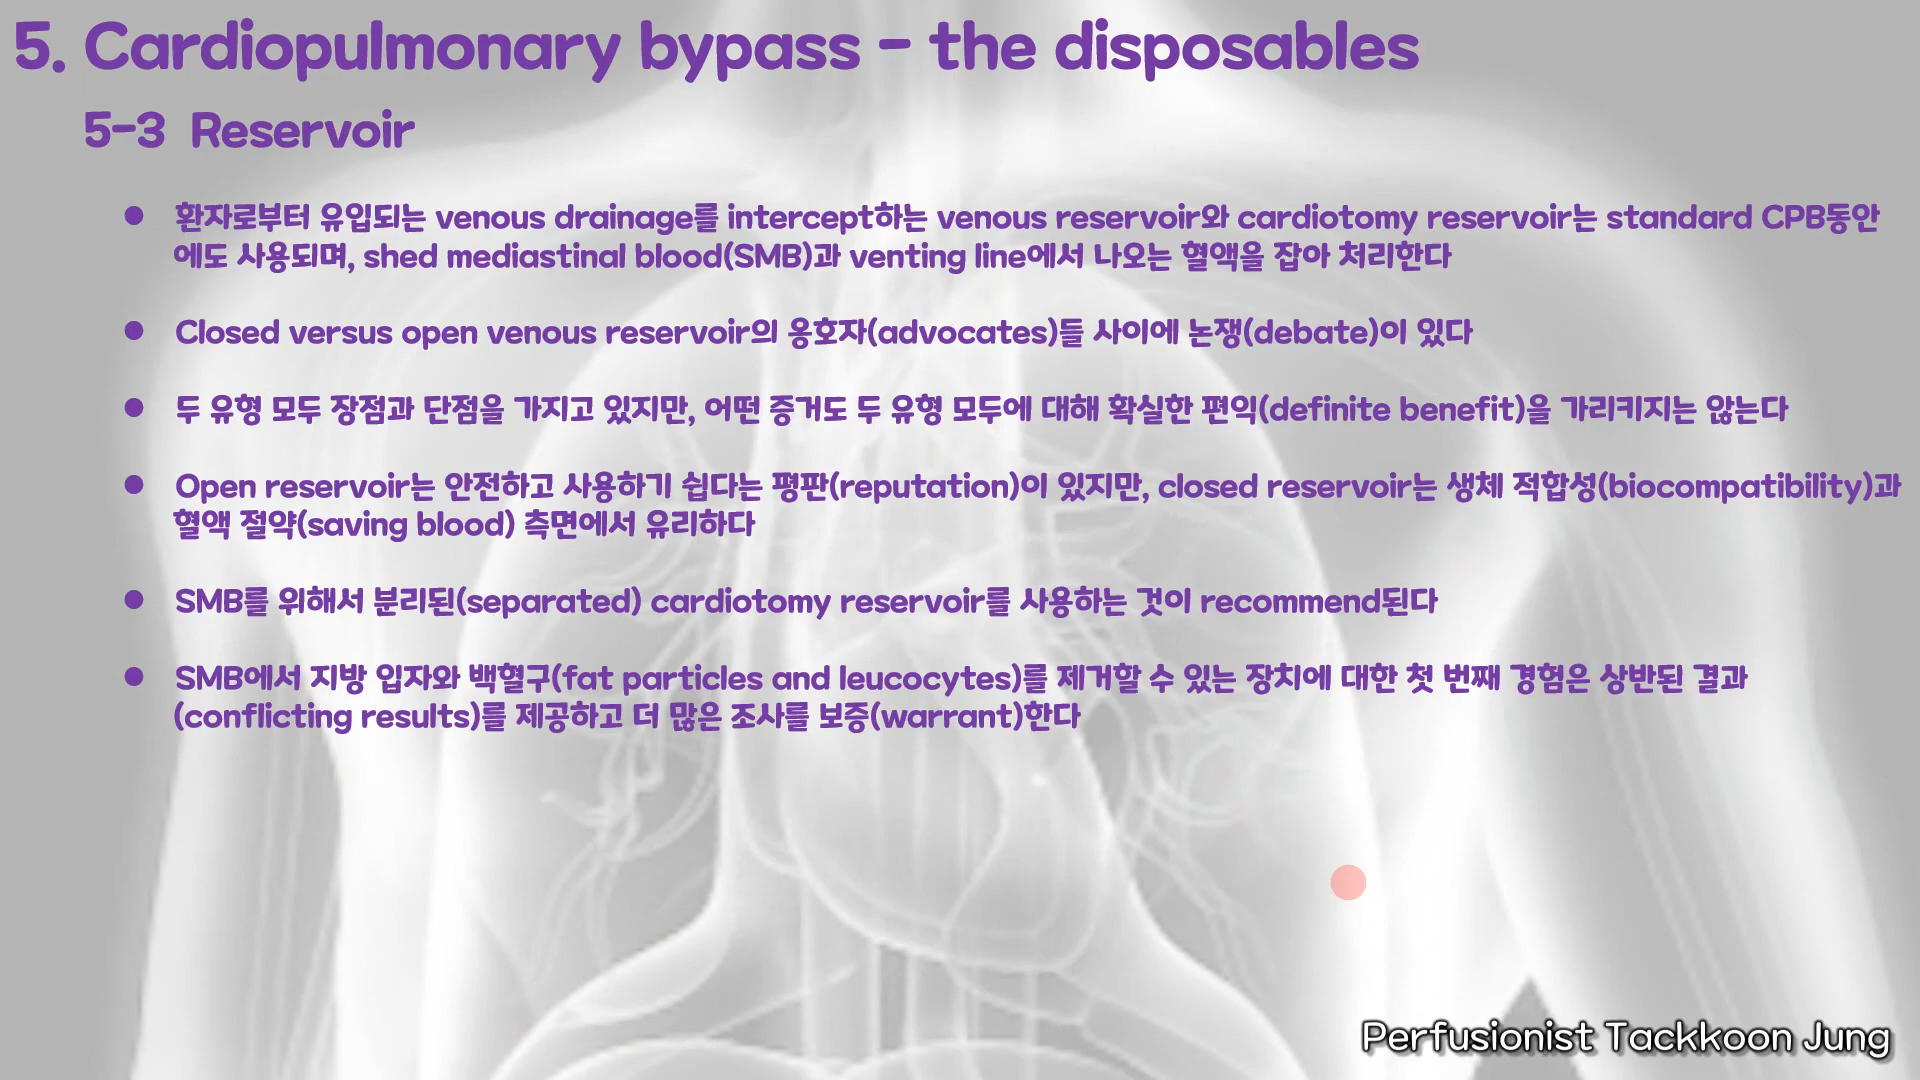 5. Cardiopulmonary bypass - the disposables
5-3 Reservoir
● 환자로부터 유입되는 venous drainage를 intercept하는 venous reservoir와 cardiotomy reservoir는 standard CPB동안
에도 사용되며, shed mediastinal blood(SMB)과 venting line에서 나오는 혈액을 잡아 처리한다
● Closed versus open venous reservoir의 옹호자(advocates)들 사이에 논쟁(debate)이 있다
● 두 유형 모두 장점과 단점을 가지고 있지만, 어떤 증거도 두 유형 모두에 대해 확실한 편익(definite benefit)을 가리키지는 않는다
● Open reservoir는 안전하고 사용하기 쉽다는 평판(reputation)이 있지만, closed reservoir는 생체 적합성(biocompatibility)과
혈액 절약(saving blood) 측면에서 유리하다
● SMB를 위해서 분리된(separated) cardiotomy reservoir를 사용하는 것이 recommend된다
● SMB에서 지방 입자와 백혈구(fat particles and leucocytes)를 제거할 수 있는 장치에 대한 첫 번째 경험은 상반된 결과
(conflicting results)를 제공하고 더 많은 조사를 보증(warrant)한다
Perfusionist Tackkoon Jung